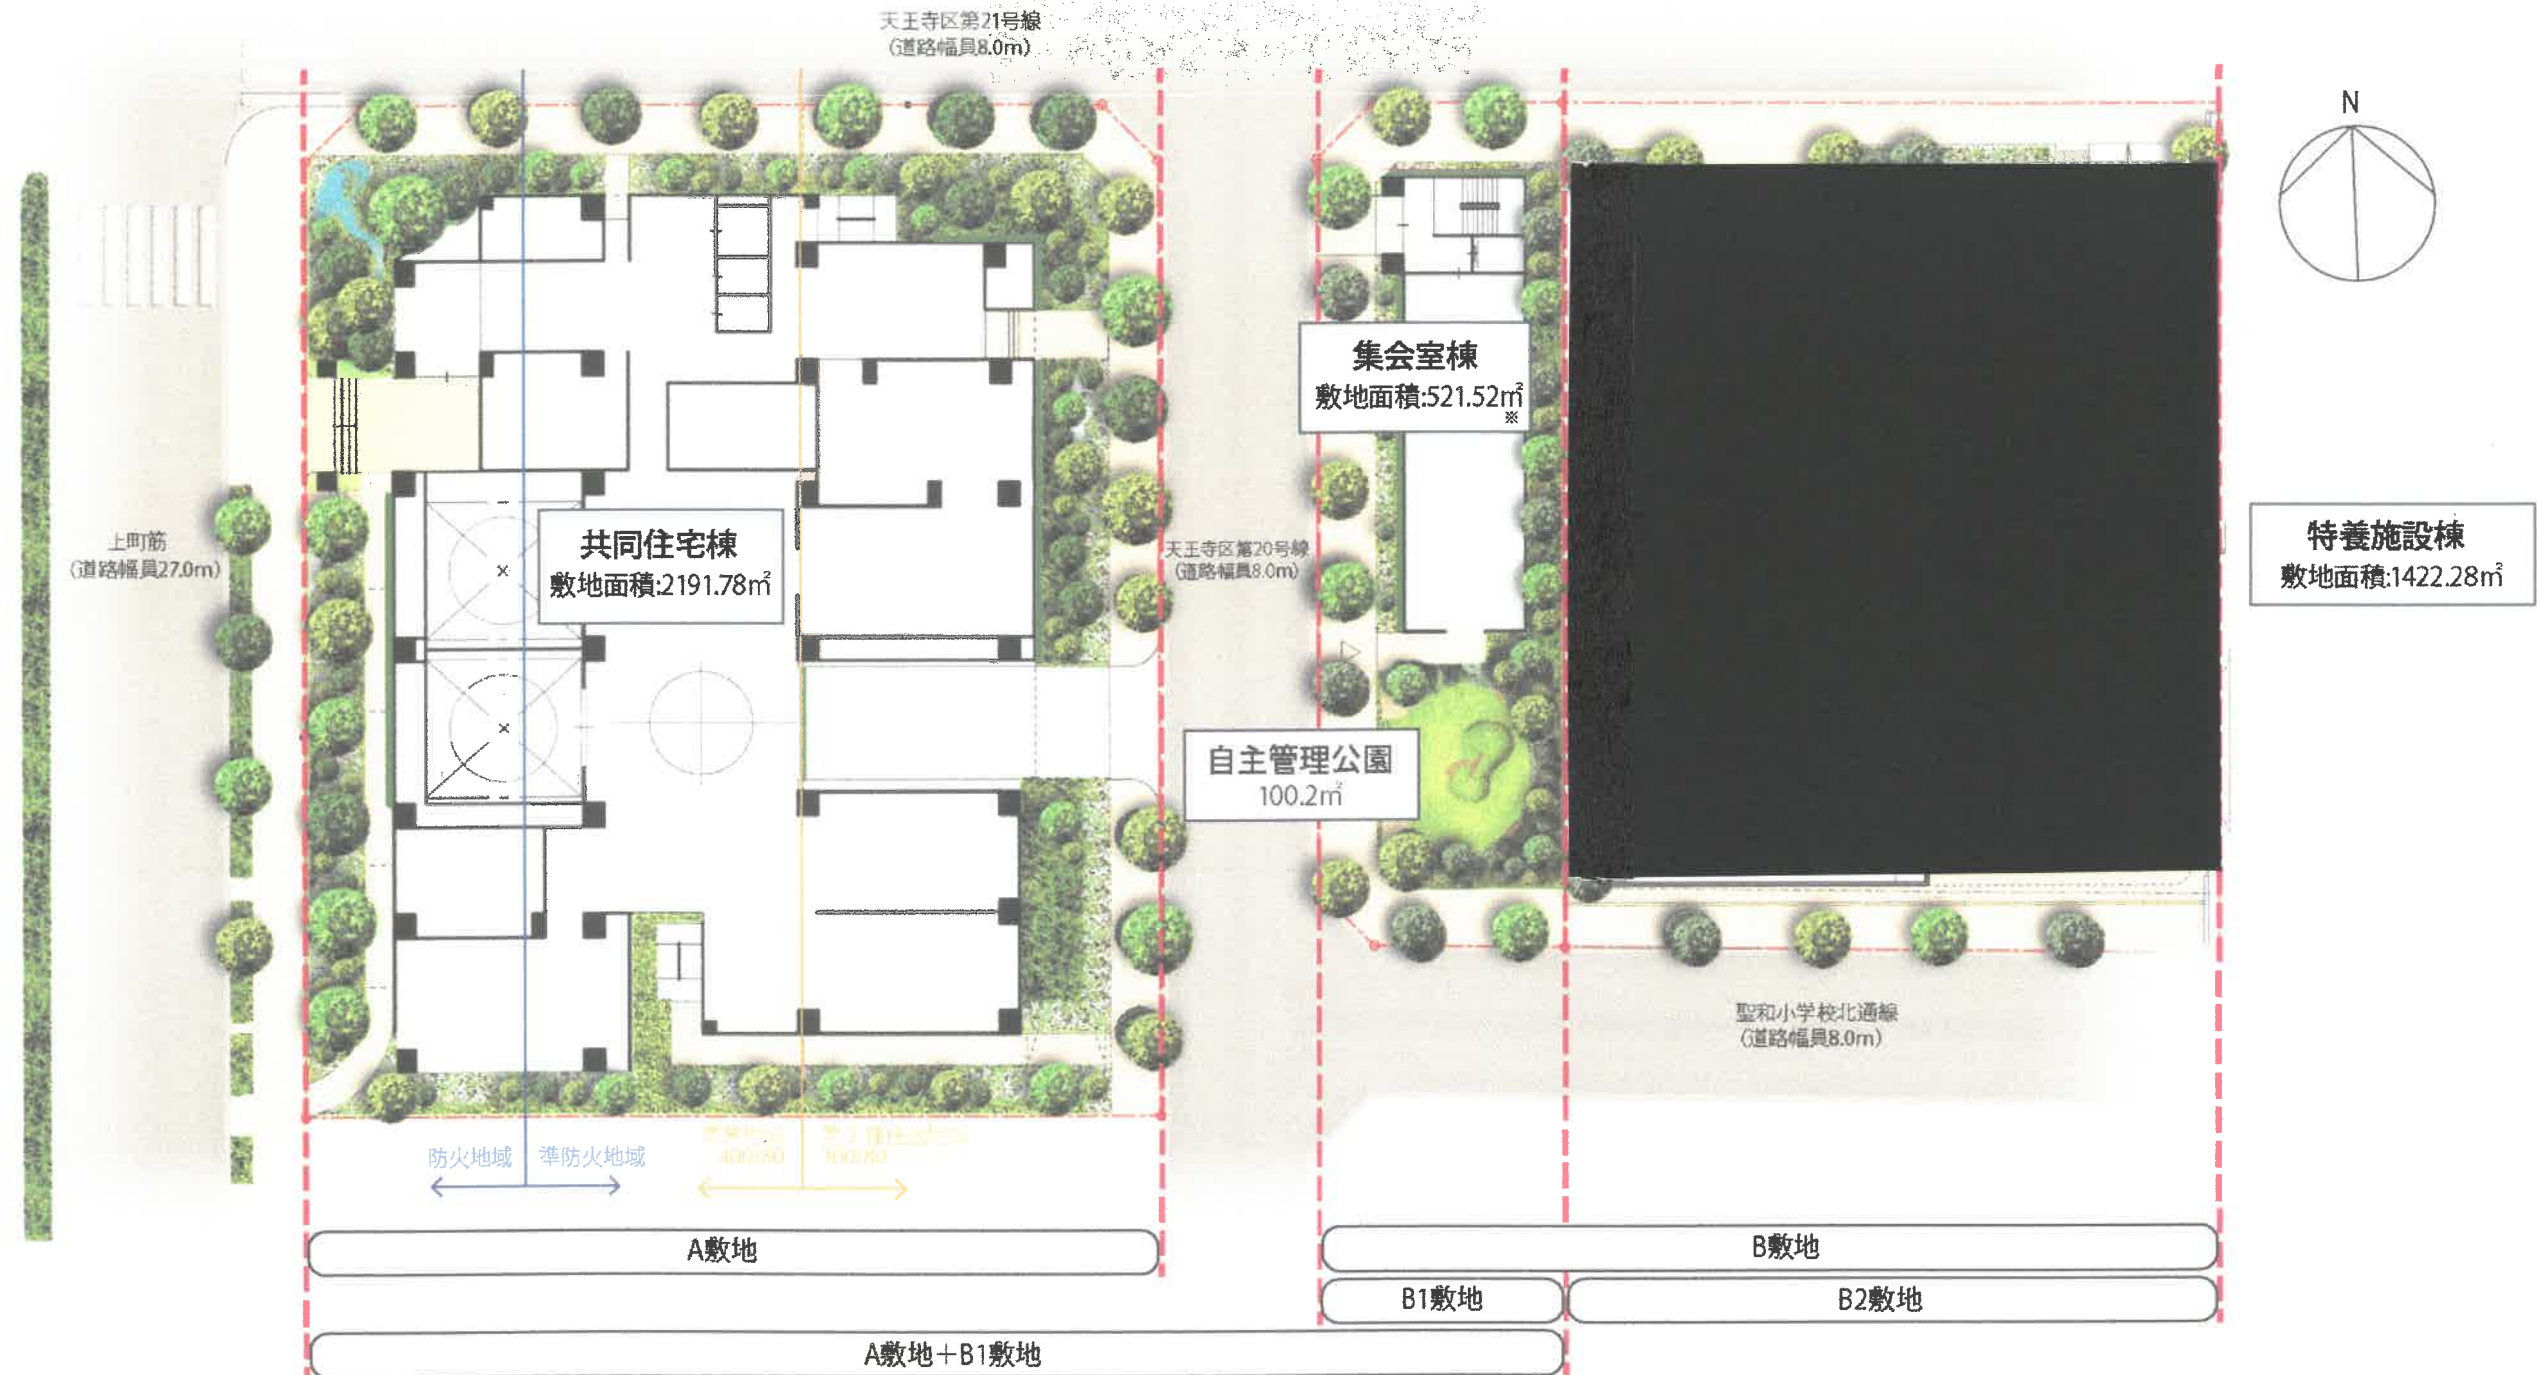 天王寺区第21号線
(道路幅員8.0m)
N
集会室棟
敷地面積:521.52㎡
※
上町筋
(道路幅員27.0m)
共同住宅棟
敷地面積:2191.78㎡
天王寺区第20号線
(道路幅員8.0m)
特養施設棟
敷地面積:1422.28㎡
自主管理公園
100.2㎡
聖和小学校北通線
(道路幅員8.0m)
防火地域 準防火地域
400/80
A敷地
B敷地
B1敷地
B2敷地
A敷地+B1敷地